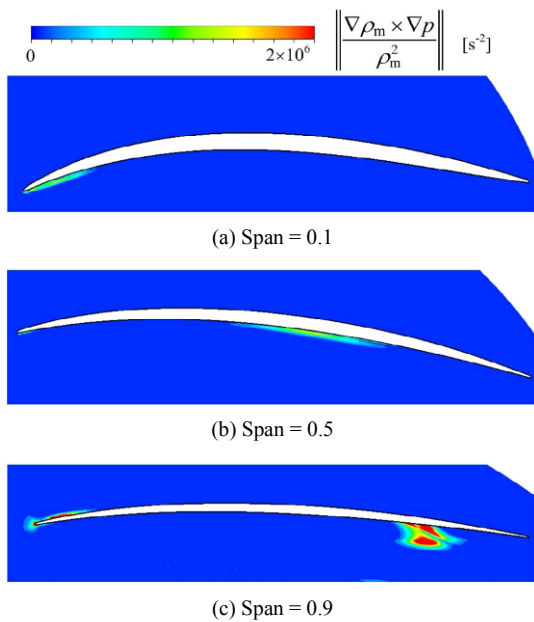 0 2×10⁶ ‖∇ρm × ∇p / ρm²‖ [s⁻²]
(a) Span = 0.1
(b) Span = 0.5
(c) Span = 0.9